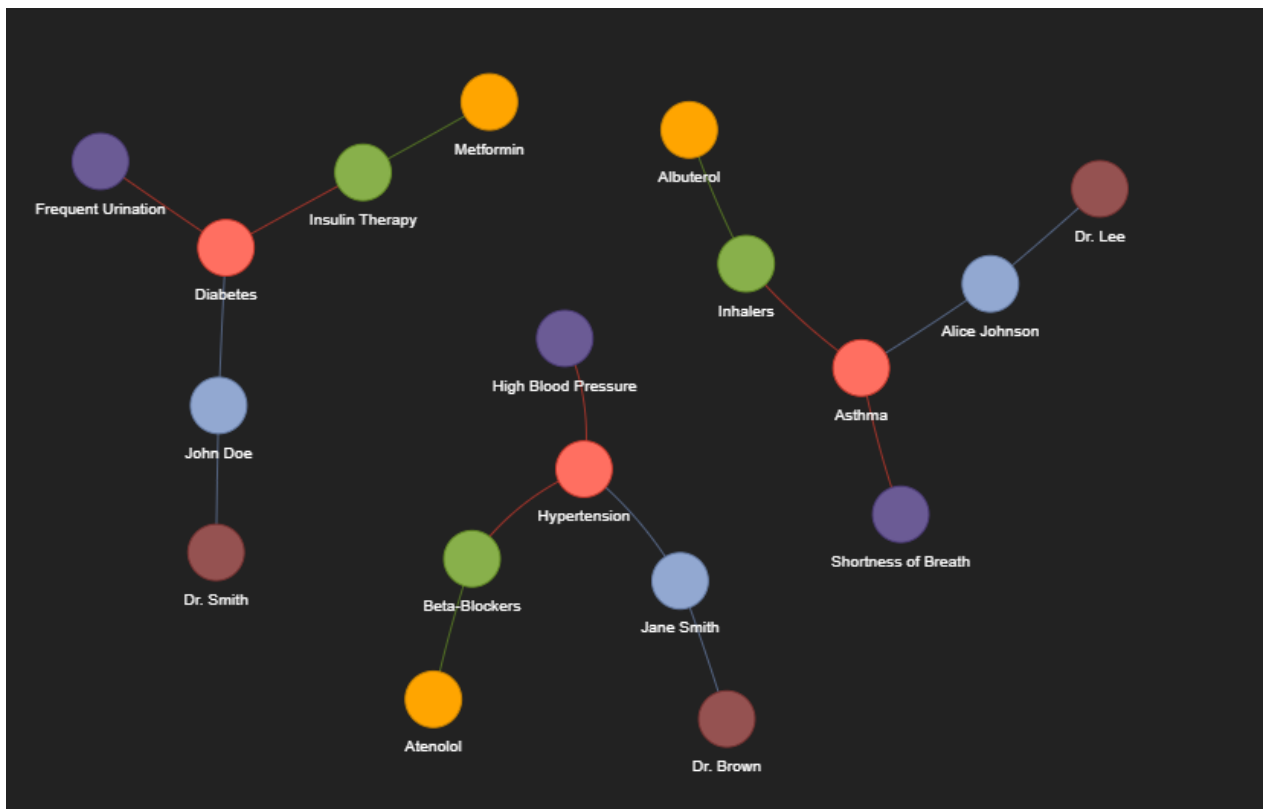 Metformin
Albuterol
Frequent Urination
Insulin Therapy
Dr. Lee
Diabetes
Inhalers
Alice Johnson
High Blood Pressure
Asthma
John Doe
Hypertension
Shortness of Breath
Dr. Smith
Beta-Blockers
Jane Smith
Atenolol
Dr. Brown